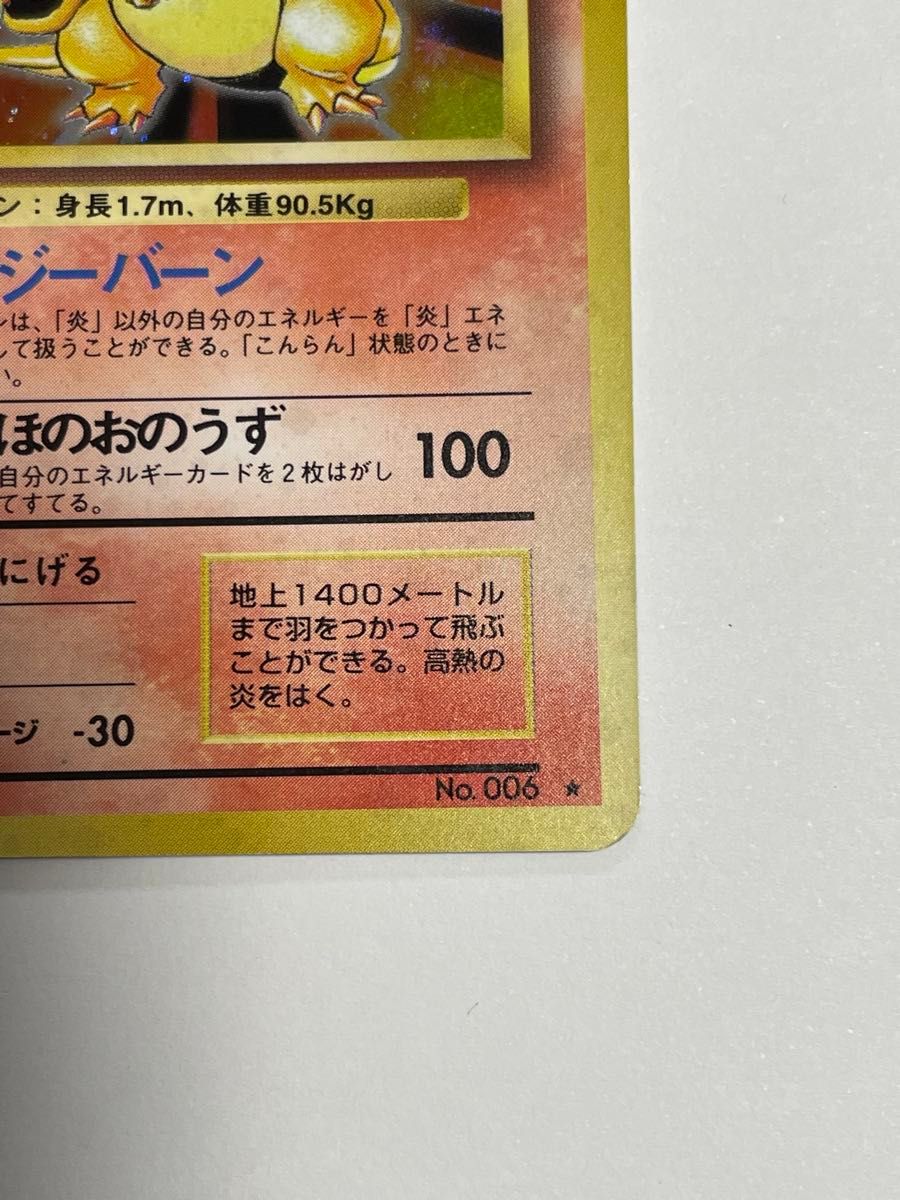 ン：身長1.7m、体重90.5Kg
ジーバーン
ンは、「炎」以外の自分のエネルギーを「炎」エネ
して扱うことができる。「こんらん」状態のときに
い。
ほのおのうず 100
自分のエネルギーカードを2枚はがし
てすてる。
にげる
地上1400メートル
まで羽をつかって飛ぶ
ことができる。高熱の
炎をはく。
ージ -30
No. 006 ★